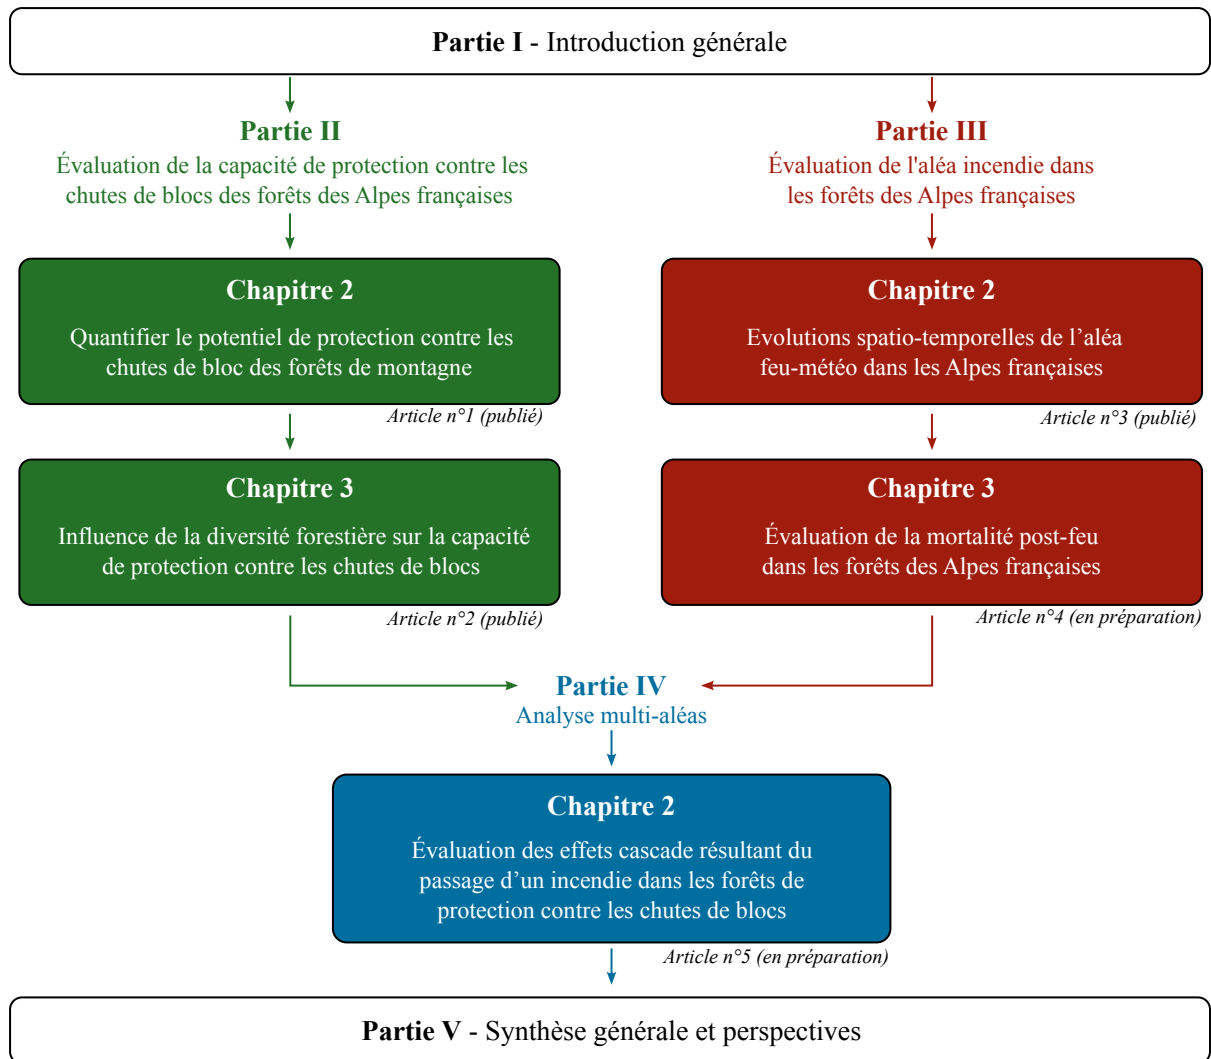 Partie I - Introduction générale
Partie II
Évaluation de la capacité de protection contre les
chutes de blocs des forêts des Alpes françaises
Chapitre 2
Quantifier le potentiel de protection contre les
chutes de bloc des forêts de montagne
Article n°1 (publié)
Chapitre 3
Influence de la diversité forestière sur la capacité
de protection contre les chutes de blocs
Article n°2 (publié)
Partie III
Évaluation de l'aléa incendie dans
les forêts des Alpes françaises
Chapitre 2
Evolutions spatio-temporelles de l’aléa
feu-météo dans les Alpes françaises
Article n°3 (publié)
Chapitre 3
Évaluation de la mortalité post-feu
dans les forêts des Alpes françaises
Article n°4 (en préparation)
Partie IV
Analyse multi-aléas
Chapitre 2
Évaluation des effets cascade résultant du
passage d’un incendie dans les forêts de
protection contre les chutes de blocs
Article n°5 (en préparation)
Partie V - Synthèse générale et perspectives